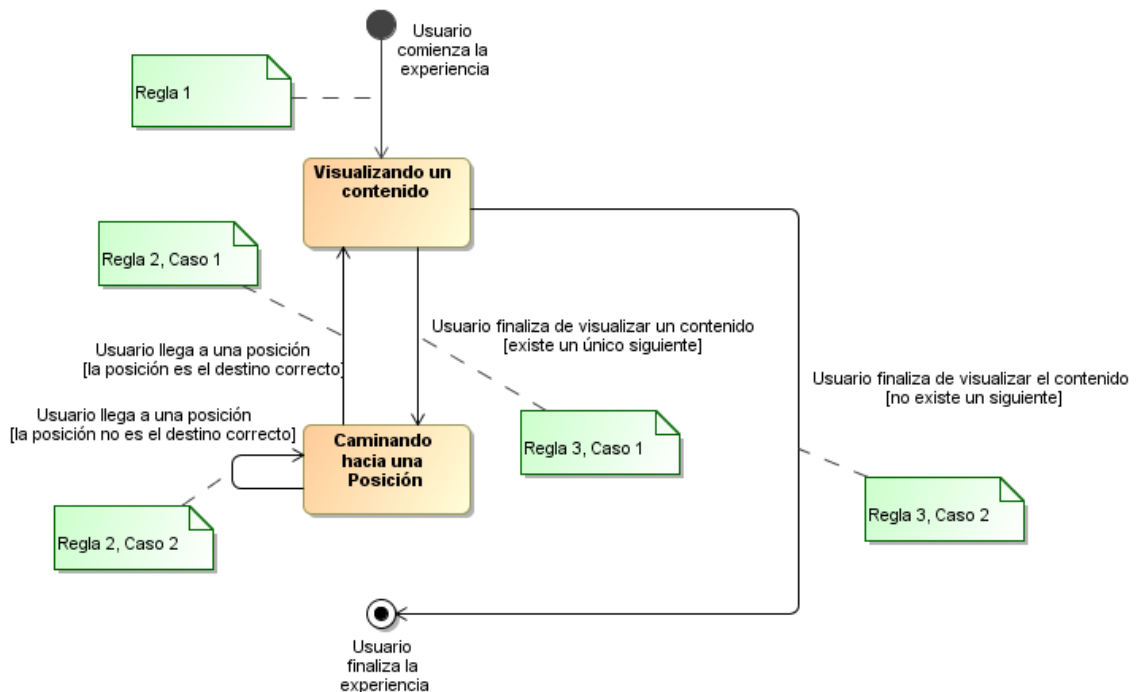 Usuario
comienza la
experiencia
Regla 1
Visualizando un
contenido
Regla 2, Caso 1
Usuario finaliza de visualizar un contenido
[existe un único siguiente]
Usuario llega a una posición
[la posición es el destino correcto]
Usuario finaliza de visualizar el contenido
[no existe un siguiente]
Usuario llega a una posición
[la posición no es el destino correcto]
Caminando
hacia una
Posición
Regla 3, Caso 1
Regla 3, Caso 2
Regla 2, Caso 2
Usuario
finaliza la
experiencia